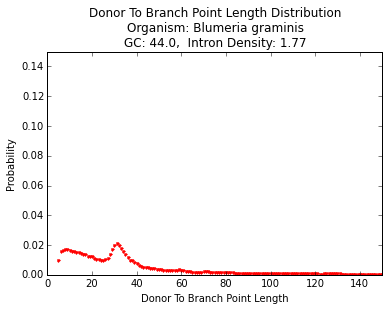 Donor To Branch Point Length Distribution
Organism: Blumeria graminis
GC: 44.0,  Intron Density: 1.77
Probability
0.14
0.12
0.10
0.08
0.06
0.04
0.02
0.00
0 20 40 60 80 100 120 140
Donor To Branch Point Length